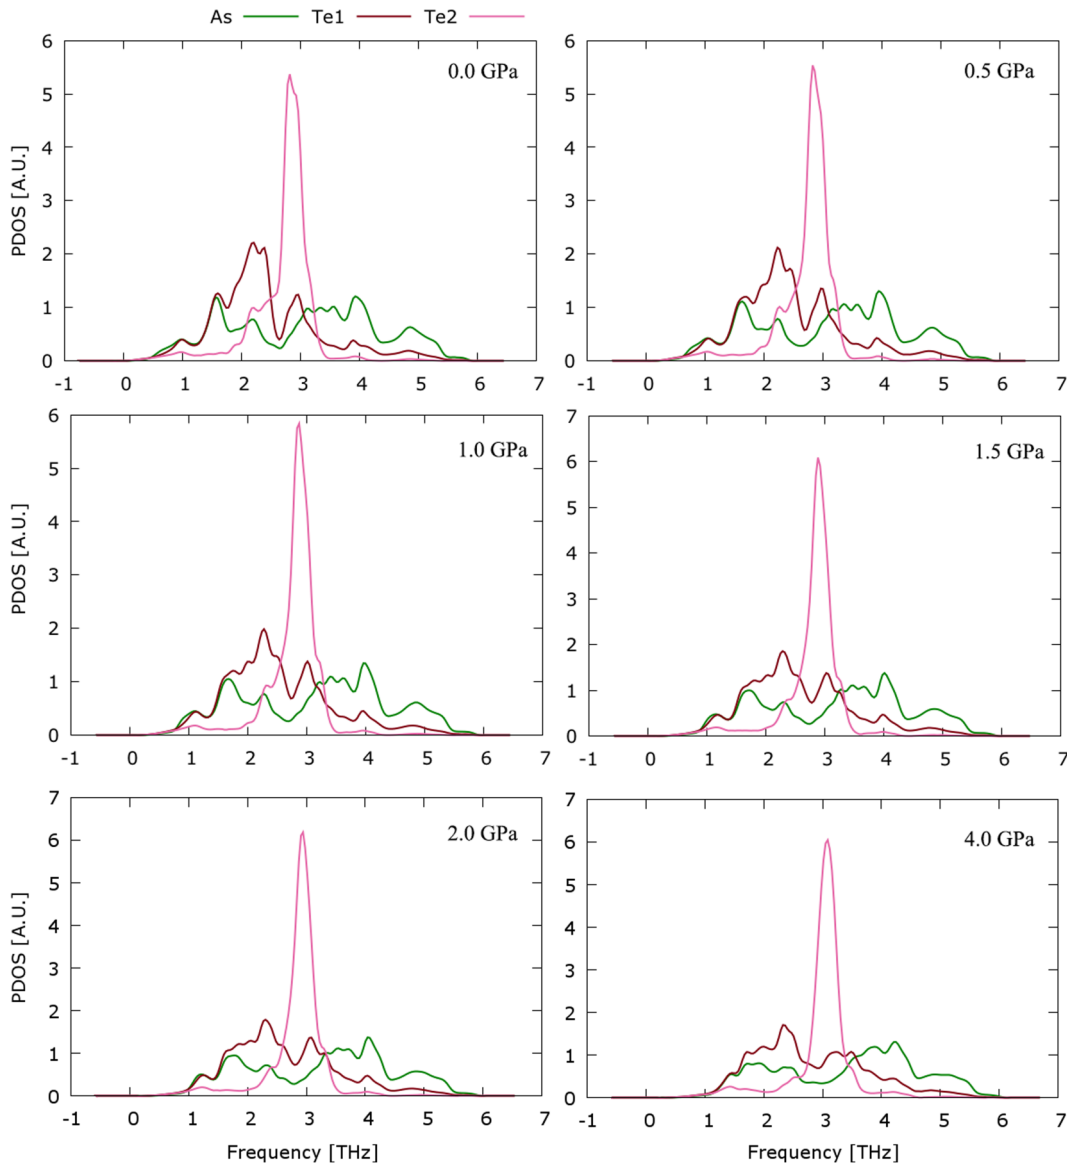 As Te1 Te2
6 6
0.0 GPa 0.5 GPa
5 5
4 4
PDOS [A.U.]
3 3
2 2
1 1
0 0
-1 0 1 2 3 4 5 6 7 -1 0 1 2 3 4 5 6 7
6 7
1.0 GPa 1.5 GPa
5 6
4 5
PDOS [A.U.]
3 4
2 3
1 2
0 1
0
-1 0 1 2 3 4 5 6 7 -1 0 1 2 3 4 5 6 7
7 7
2.0 GPa 4.0 GPa
6 6
5 5
4 4
PDOS [A.U.]
3 3
2 2
1 1
0 0
-1 0 1 2 3 4 5 6 7 -1 0 1 2 3 4 5 6 7
Frequency [THz] Frequency [THz]